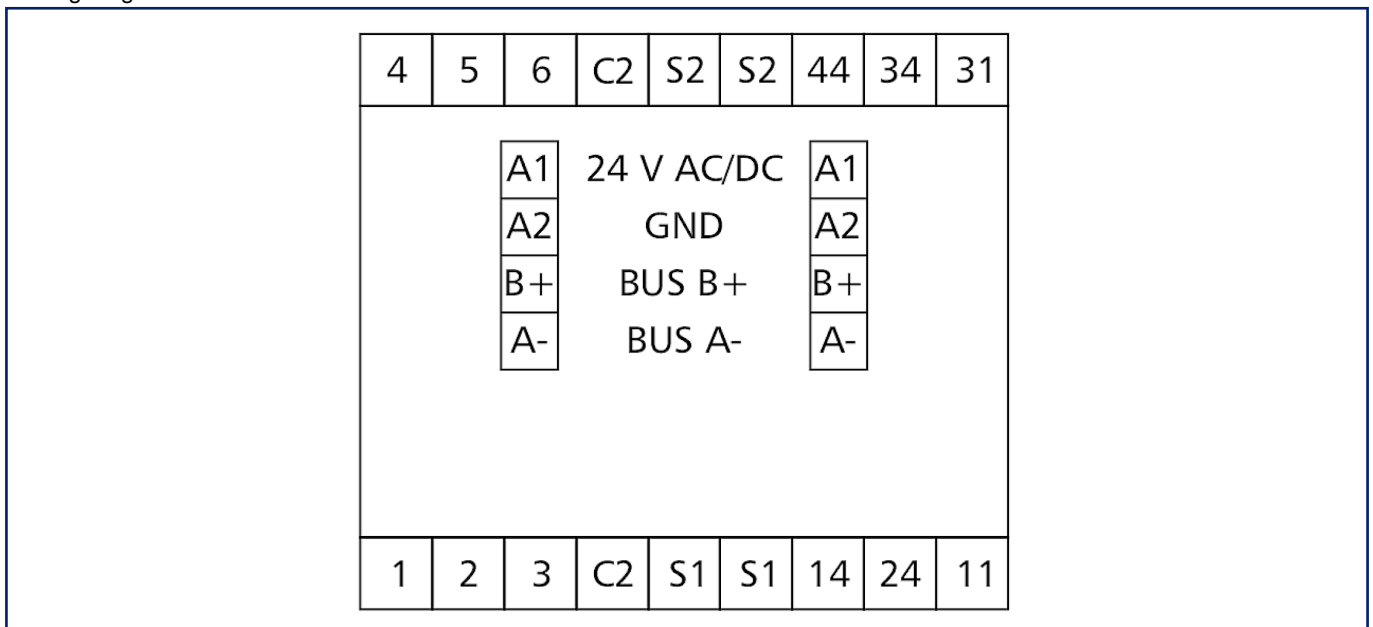 4 5 6 C2 S2 S2 44 34 31
A1 24 V AC/DC A1
A2 GND A2
B+ BUS B+ B+
A- BUS A- A-
1 2 3 C2 S1 S1 14 24 11